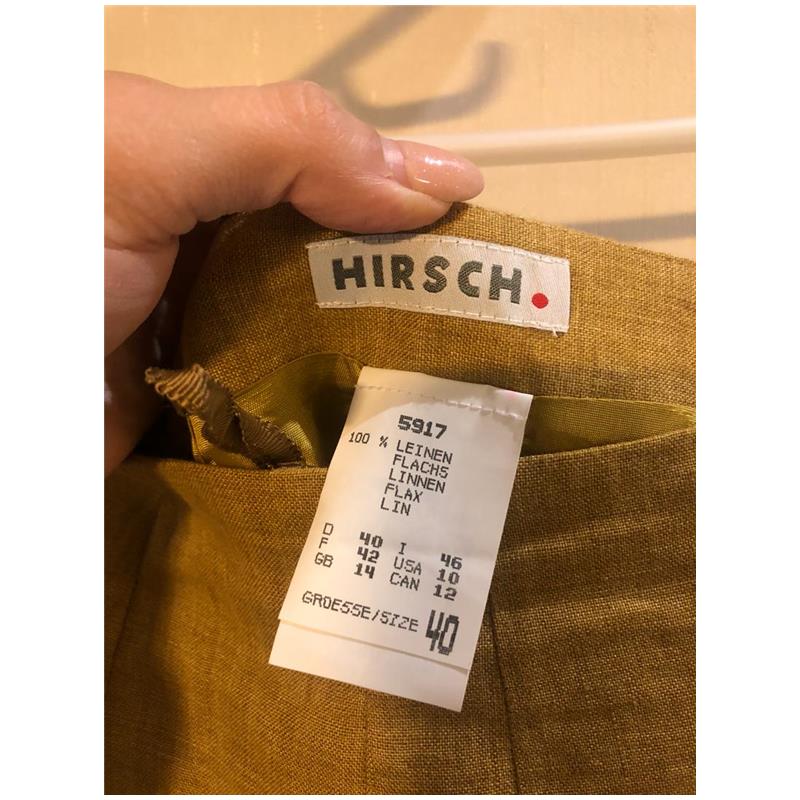 HIRSCH.
5917
100 % LEINEN
FLACHS
LINNEN
FLAX
LIN
D 40 I 46
F 42 USA 10
GB 14 CAN 12
GROESSE/SIZE 40